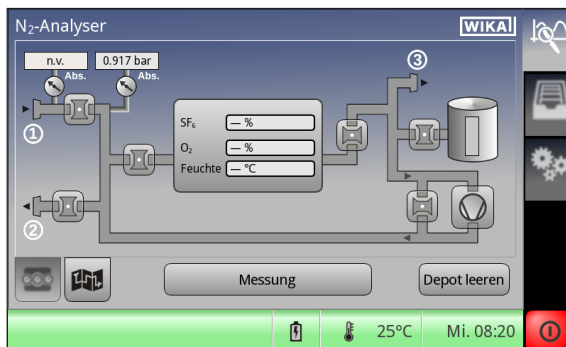 N₂-Analyser
WIKA
n.v.
0.917 bar
Abs.
Abs.
3
1
SF₆
— %
O₂
— %
Feuchte
— °C
2
Messung
Depot leeren
25°C
Mi. 08:20